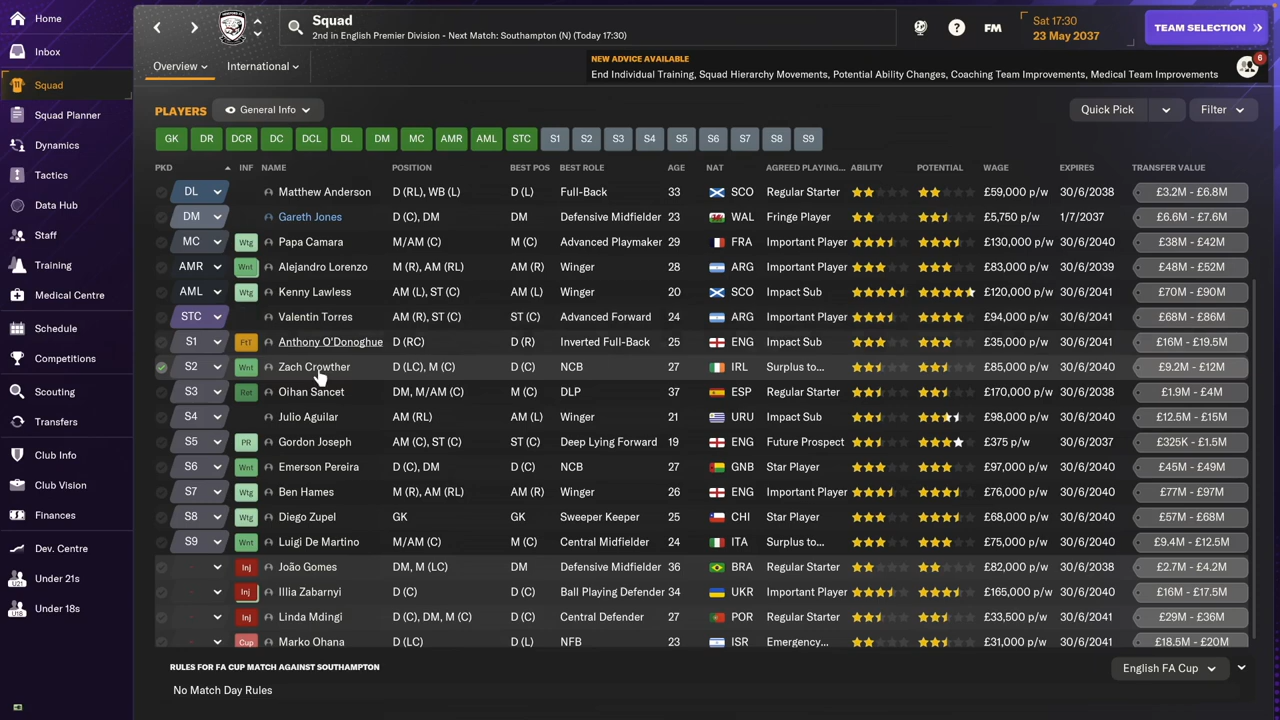 Home
Inbox
Squad
Squad Planner
Dynamics
Tactics
Data Hub
Staff
Training
Medical Centre
Schedule
Competitions
Scouting
Transfers
Club Info
Club Vision
Finances
Dev. Centre
Under 21s
Under 18s
Squad
2nd in English Premier Division - Next Match: Southampton (N) (Today 17:30)
? FM Sat 17:30
23 May 2037
TEAM SELECTION
Overview International
NEW ADVICE AVAILABLE
End Individual Training, Squad Hierarchy Movements, Potential Ability Changes, Coaching Team Improvements, Medical Team Improvements
6
PLAYERS General Info Quick Pick Filter
GK DR DCR DC DCL DL DM MC AMR AML STC S1 S2 S3 S4 S5 S6 S7 S8 S9
PKD INF NAME POSITION BEST POS BEST ROLE AGE NAT AGREED PLAYING... ABILITY POTENTIAL WAGE EXPIRES TRANSFER VALUE
DL Matthew Anderson D (RL), WB (L) D (L) Full-Back 33 SCO Regular Starter £59,000 p/w 30/6/2038 £3.2M - £6.8M
DM Gareth Jones D (C), DM DM Defensive Midfielder 23 WAL Fringe Player £5,750 p/w 1/7/2037 £6.6M - £7.6M
MC Wtg Papa Camara M/AM (C) M (C) Advanced Playmaker 29 FRA Important Player £130,000 p/w 30/6/2040 £38M - £42M
AMR Wnt Alejandro Lorenzo M (R), AM (RL) AM (R) Winger 28 ARG Important Player £83,000 p/w 30/6/2039 £48M - £52M
AML Wtg Kenny Lawless AM (L), ST (C) AM (L) Winger 20 SCO Impact Sub £120,000 p/w 30/6/2041 £70M - £90M
STC Valentin Torres AM (R), ST (C) ST (C) Advanced Forward 24 ARG Important Player £94,000 p/w 30/6/2041 £68M - £86M
S1 FtT Anthony O'Donoghue D (RC) D (R) Inverted Full-Back 25 ENG Important Player £95,000 p/w 30/6/2041 £16M - £19.5M
S2 Wnt Zach Crowther D (LC), M (C) D (C) NCB 27 IRL Surplus to... £85,000 p/w 30/6/2040 £9.2M - £12M
S3 Ret Oihan Sancet DM, M/AM (C) M (C) DLP 37 ESP Regular Starter £170,000 p/w 30/6/2038 £1.9M - £4M
S4 Julio Aguilar AM (RL) AM (L) Winger 21 URU Impact Sub £98,000 p/w 30/6/2040 £12.5M - £15M
S5 PR Gordon Joseph AM (C), ST (C) ST (C) Deep Lying Forward 19 ENG Future Prospect £375 p/w 30/6/2037 £325K - £1.5M
S6 Wnt Emerson Pereira D (C), DM D (C) NCB 27 GNB Star Player £97,000 p/w 30/6/2040 £45M - £49M
S7 Wtg Ben Hames M (R), AM (RL) AM (R) Winger 26 ENG Important Player £76,000 p/w 30/6/2040 £77M - £97M
S8 Wtg Diego Zupel GK GK Sweeper Keeper 25 CHI Star Player £68,000 p/w 30/6/2040 £57M - £68M
S9 Wnt Luigi De Martino M/AM (C) M (C) Central Midfielder 24 ITA Surplus to... £75,000 p/w 30/6/2040 £9.4M - £12.5M
- Inj João Gomes DM, M (LC) DM Defensive Midfielder 36 BRA Regular Starter £82,000 p/w 30/6/2038 £2.7M - £4.2M
- Inj Illia Zabarnyi D (C) D (C) Ball Playing Defender 34 UKR Important Player £165,000 p/w 30/6/2040 £16M - £17.5M
- Inj Linda Mdingi D (C), DM, M (C) D (C) Central Defender 27 POR Regular Starter £33,500 p/w 30/6/2041 £29M - £36M
- Cup Marko Ohana D (LC) D (L) NFB 23 ISR Emergency... £31,000 p/w 30/6/2041 £18.5M - £20M
RULES FOR FA CUP MATCH AGAINST SOUTHAMPTON English FA Cup
No Match Day Rules